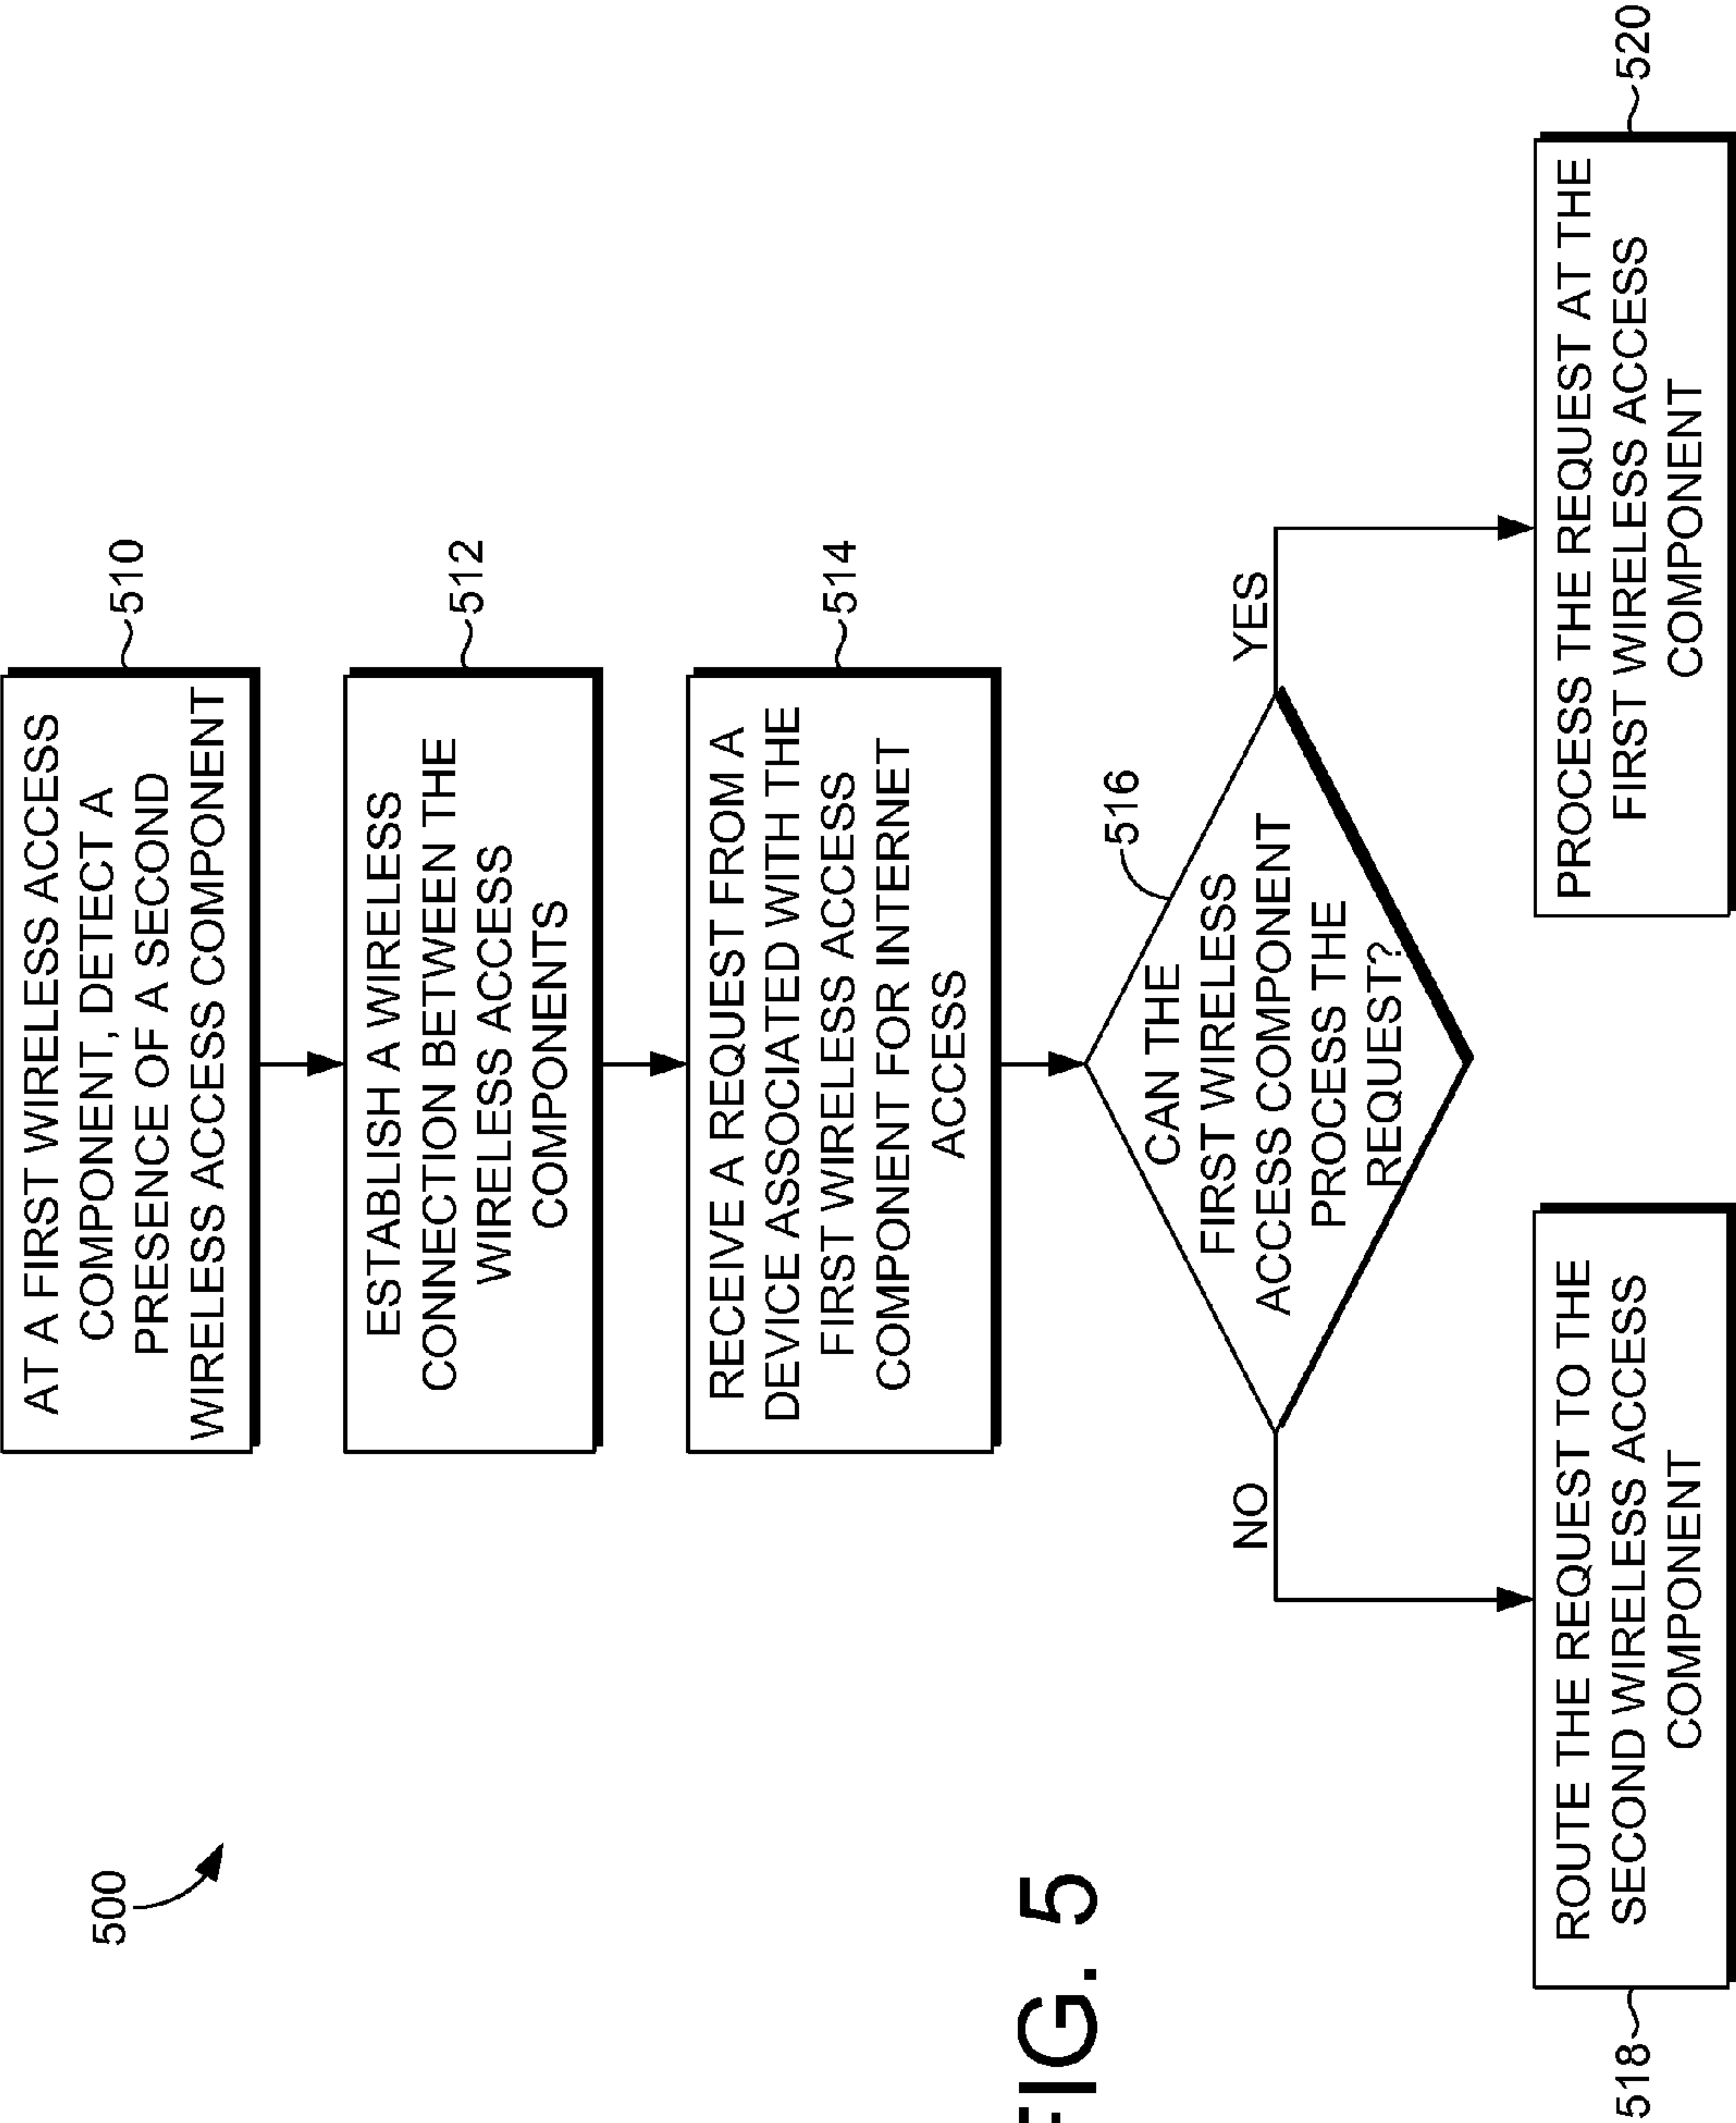 500
AT A FIRST WIRELESS ACCESS
COMPONENT, DETECT A
PRESENCE OF A SECOND
WIRELESS ACCESS COMPONENT
510
ESTABLISH A WIRELESS
CONNECTION BETWEEN THE
WIRELESS ACCESS
COMPONENTS
512
RECEIVE A REQUEST FROM A
DEVICE ASSOCIATED WITH THE
FIRST WIRELESS ACCESS
COMPONENT FOR INTERNET
ACCESS
514
CAN THE
FIRST WIRELESS
ACCESS COMPONENT
PROCESS THE
REQUEST?
516
NO
YES
518
ROUTE THE REQUEST TO THE
SECOND WIRELESS ACCESS
COMPONENT
PROCESS THE REQUEST AT THE
FIRST WIRELESS ACCESS
COMPONENT
520
FIG. 5